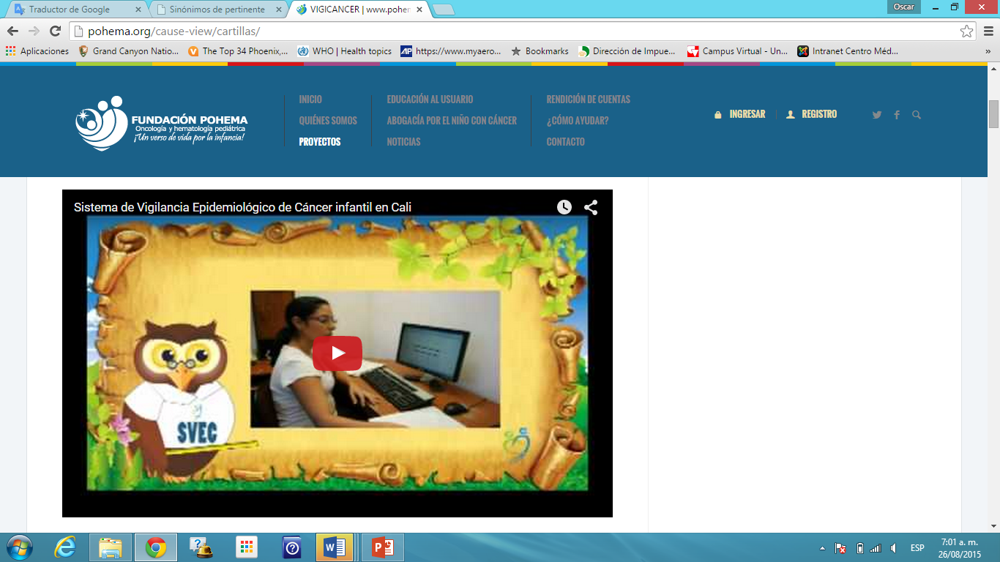 Oscar
Traductor de Google
Sinónimos de pertinente
VIGICANCER | www.pohem
pohema.org/cause-view/cartillas/
Aplicaciones
Grand Canyon Natio...
The Top 34 Phoenix,...
WHO | Health topics
https://www.myaero...
Bookmarks
Dirección de Impue...
Campus Virtual - Un...
Intranet Centro Méd...
»
FUNDACIÓN POHEMA
Oncología y hematología pediátrica
¡Un verso de vida por la infancia!
INICIO
QUIÉNES SOMOS
PROYECTOS
EDUCACIÓN AL USUARIO
ABOGACÍA POR EL NIÑO CON CÁNCER
NOTICIAS
RENDICIÓN DE CUENTAS
¿CÓMO AYUDAR?
CONTACTO
INGRESAR
REGISTRO
Sistema de Vigilancia Epidemiológico de Cáncer infantil en Cali
SVEC
ESP
7:01 a. m.
26/08/2015